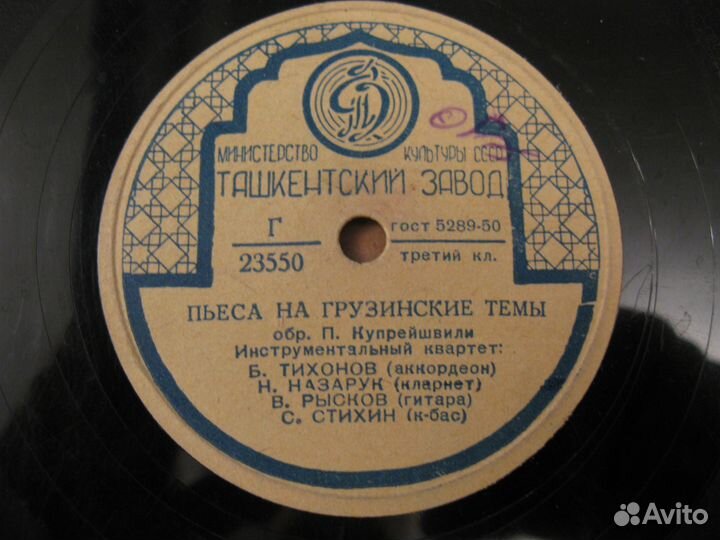 МИНИСТЕРСТВО КУЛЬТУРЫ СССР
ТАШКЕНТСКИЙ ЗАВОД
Г
23550
ГОСТ 5289-50
третий кл.
ПЬЕСА НА ГРУЗИНСКИЕ ТЕМЫ
обр. П. Купрейшвили
Инструментальный квартет:
Б. ТИХОНОВ (аккордеон)
Н. НАЗАРУК (кларнет)
В. РЫСКОВ (гитара)
С. СТИХИН (к-бас)
Avito